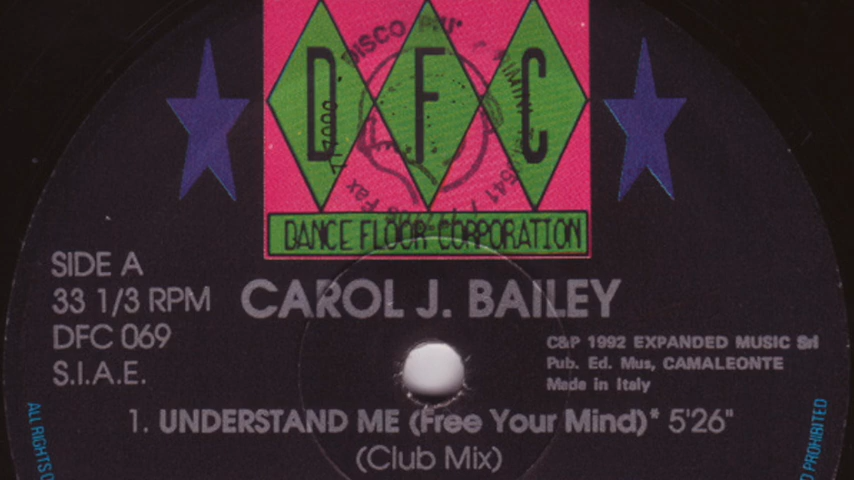 DFC
DANCE FLOOR CORPORATION
SIDE A
33 1/3 RPM
DFC 069
S.I.A.E.
CAROL J. BAILEY
C&P 1992 EXPANDED MUSIC Srl
Pub. Ed. Mus, CAMALEONTE
Made in Italy
1. UNDERSTAND ME (Free Your Mind)* 5'26"
(Club Mix)
ALL RIGHTS
PROHIBITED
DISCO PIU'
Fax